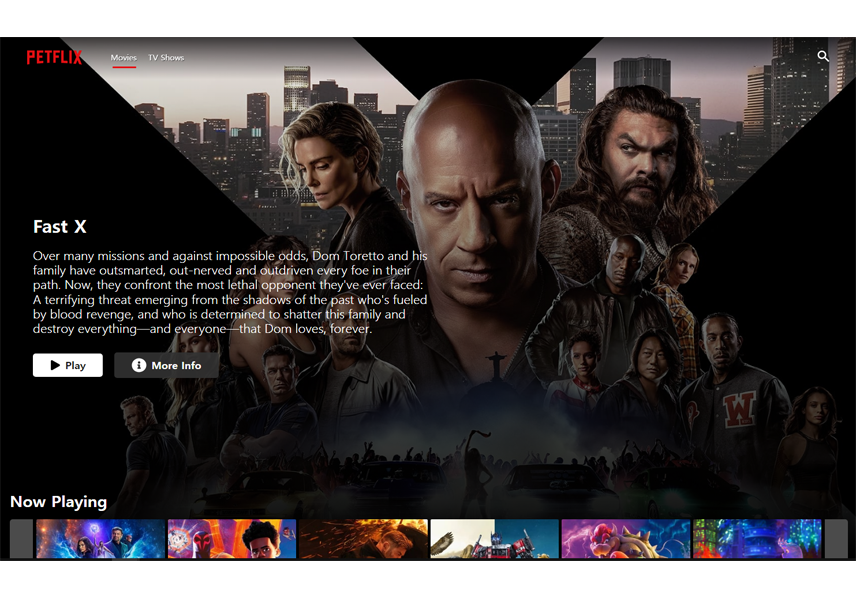 PETFLIX
Movies
TV Shows
Fast X
Over many missions and against impossible odds, Dom Toretto and his
family have outsmarted, out-nerved and outdriven every foe in their
path. Now, they confront the most lethal opponent they've ever faced:
A terrifying threat emerging from the shadows of the past who's fueled
by blood revenge, and who is determined to shatter this family and
destroy everything—and everyone—that Dom loves, forever.
Play
More Info
W
Now Playing